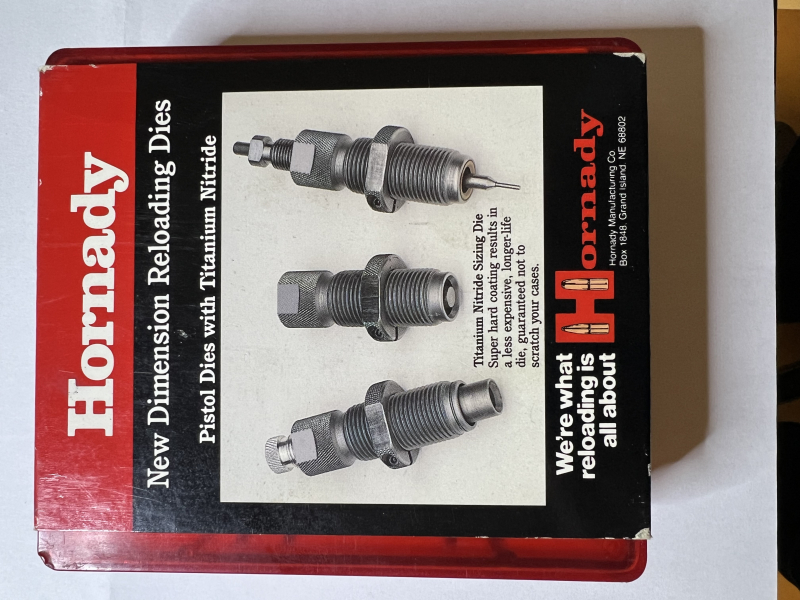 Hornady
New Dimension Reloading Dies
Pistol Dies with Titanium Nitride
Titanium Nitride Sizing Die
Super hard coating results in
a less expensive, longer-life
die, guaranteed not to
scratch your cases.
We're what
reloading is
all about
Hornady
Hornady Manufacturing Co
Box 1848, Grand Island, NE 68802